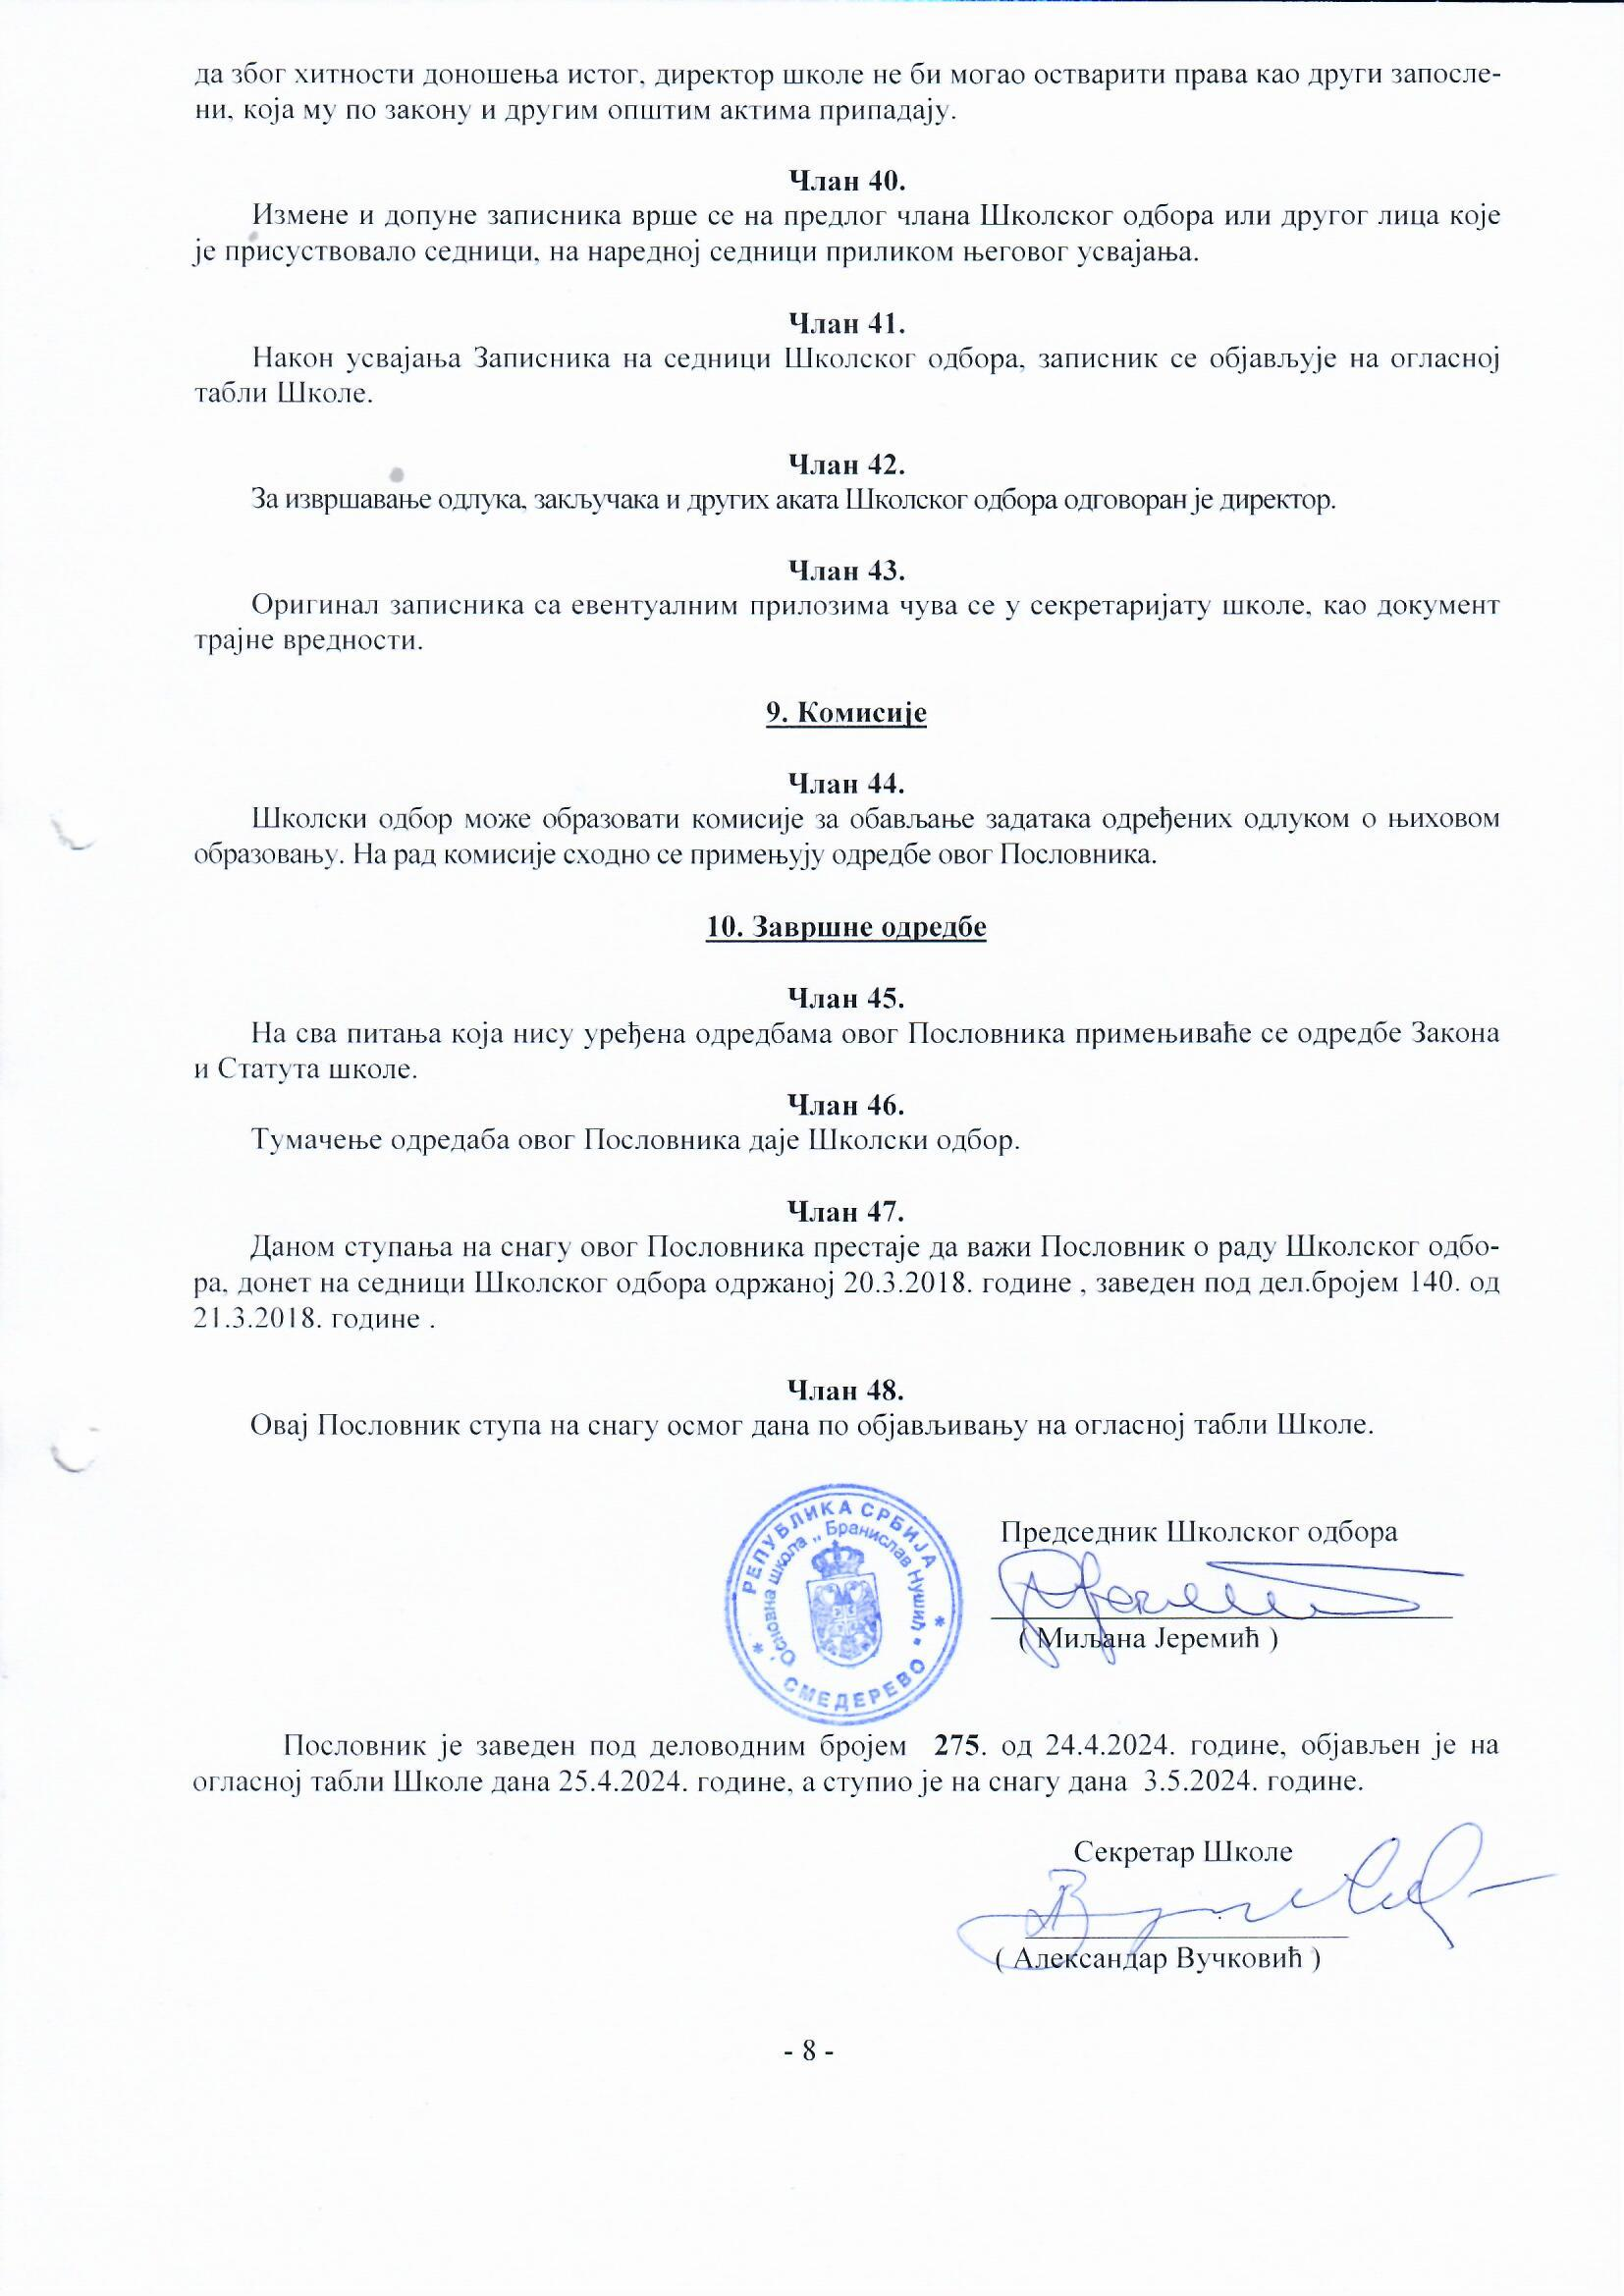 да због хитности доношења истог, директор школе не би могао остварити права као други запосле-
ни, која му по закону и другим општим актима припадају.
Члан 40.
Измене и допуне записника врше се на предлог члана Школског одбора или другог лица које
је присуствовало седници, на наредној седници приликом његовог усвајања.
Члан 41.
Након усвајања Записника на седници Школског одбора, записник се објављује на огласној
табли Школе.
Члан 42.
За извршавање одлука, закључака и других аката Школског одбора одговоран је директор.
Члан 43.
Оригинал записника са евентуалним прилозима чува се у секретаријату школе, као документ
трајне вредности.
9. Комисије
Члан 44.
Школски одбор може образовати комисије за обављање задатака одређених одлуком о њиховом
образовању. На рад комисије сходно се примењују одредбе овог Пословника.
10. Завршне одредбе
Члан 45.
На сва питања која нису уређена одредбама овог Пословника примењиваће се одредбе Закона
и Статута школе.
Члан 46.
Тумачење одредаба овог Пословника даје Школски одбор.
Члан 47.
Даном ступања на снагу овог Пословника престаје да важи Пословник о раду Школског одбо-
ра, донет на седници Школског одбора одржаној 20.3.2018. године , заведен под дел.бројем 140. од
21.3.2018. године .
Члан 48.
Овај Пословник ступа на снагу осмог дана по објављивању на огласној табли Школе.
РЕПУБЛИКА СРБИЈА
Основна школа „ Бранислав Нушић "
* СМЕДЕРЕВО *
Председник Школског одбора
( Миљана Јеремић )
Пословник је заведен под деловодним бројем 275. од 24.4.2024. године, објављен је на
огласној табли Школе дана 25.4.2024. године, а ступио је на снагу дана 3.5.2024. године.
Секретар Школе
( Александар Вучковић )
- 8 -